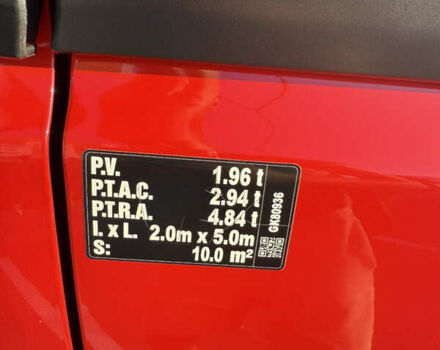 P.V. 1.96 t
P.T.A.C. 2.94 t
P.T.R.A. 4.84 t
l. x L. 2.0m x 5.0m
S: 10.0 m²
GK80936